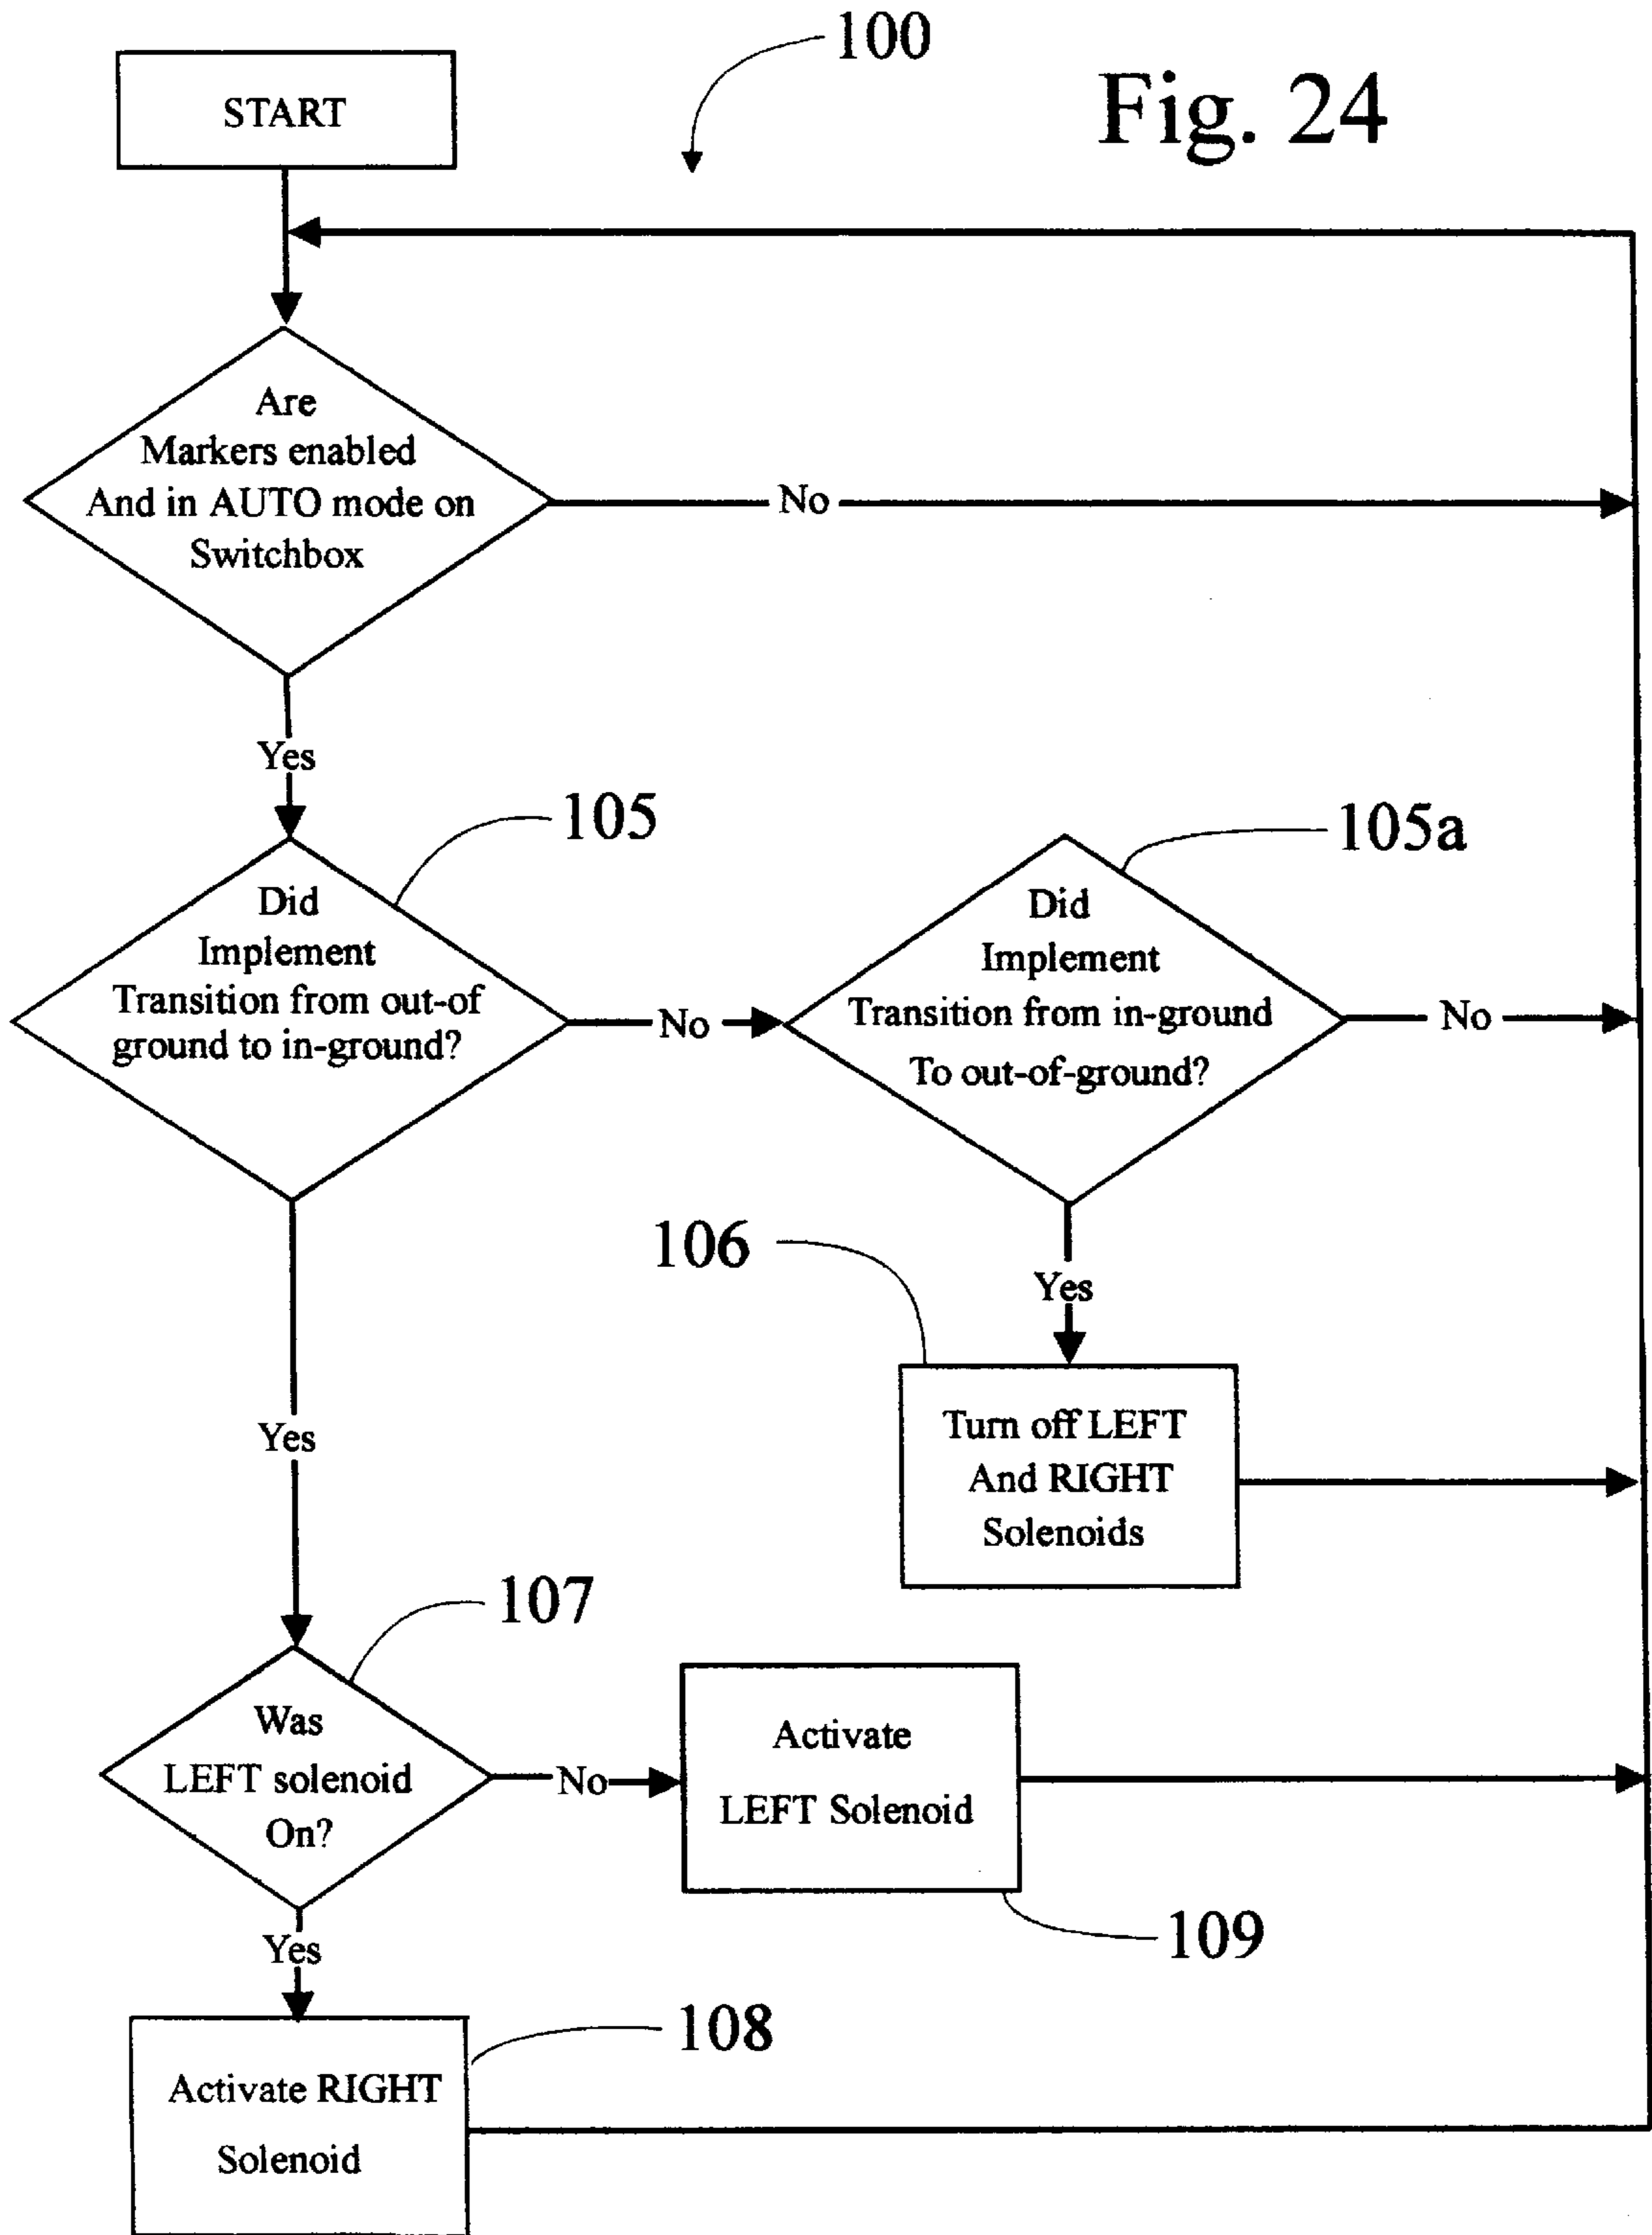 100
Fig. 24
START
Are
Markers enabled
And in AUTO mode on
Switchbox
No
Yes
105
105a
Did
Implement
Transition from out-of
ground to in-ground?
No
Did
Implement
Transition from in-ground
To out-of-ground?
No
106
Yes
Turn off LEFT
And RIGHT
Solenoids
Yes
107
Was
LEFT solenoid
On?
No
Activate
LEFT Solenoid
109
Yes
108
Activate RIGHT
Solenoid